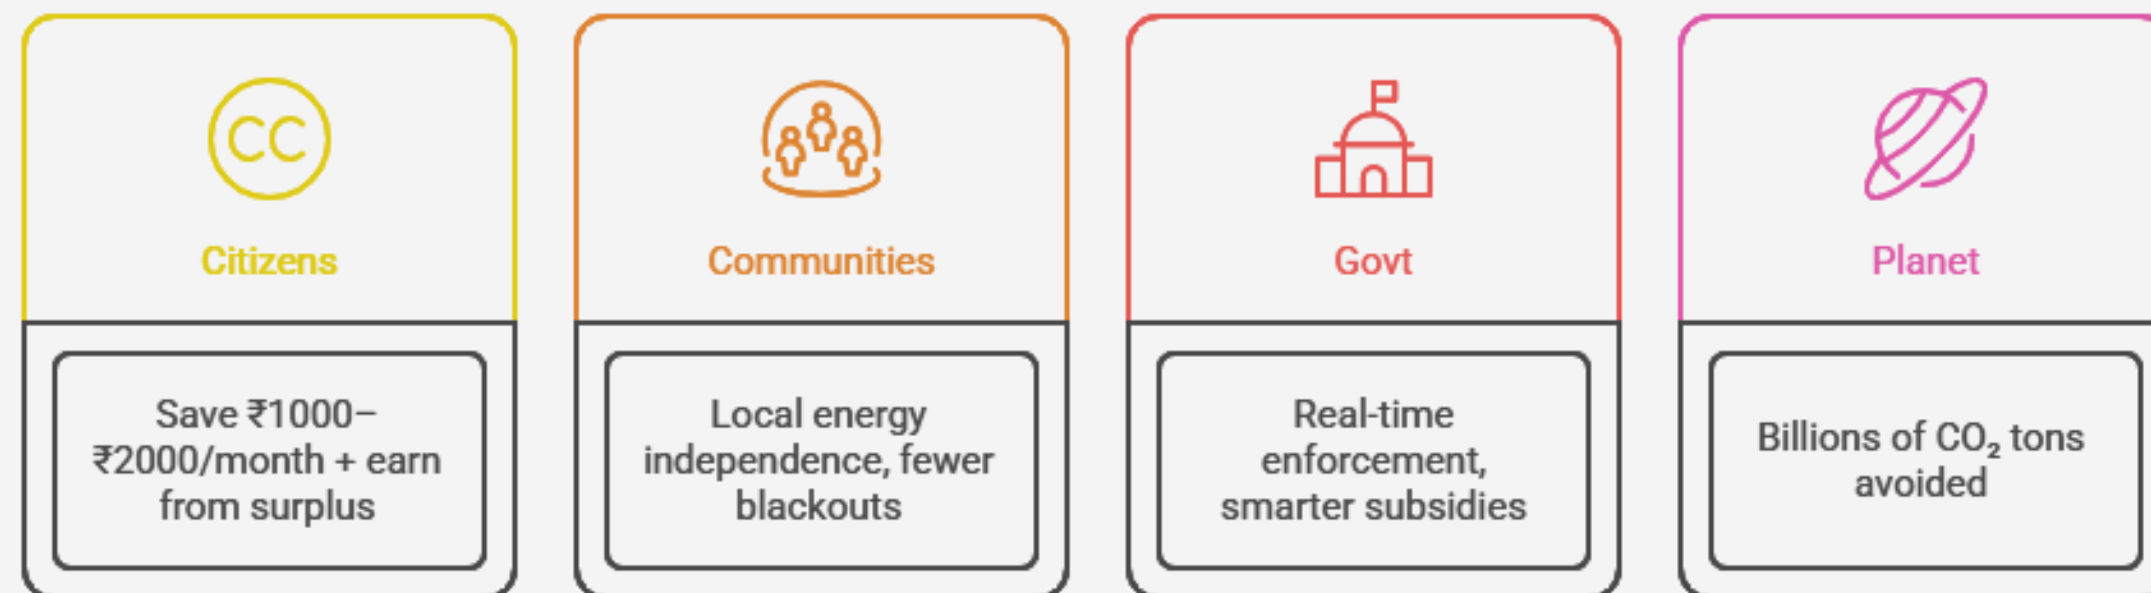 CC
Citizens
Save ₹1000–
₹2000/month + earn
from surplus
Communities
Local energy
independence, fewer
blackouts
Govt
Real-time
enforcement,
smarter subsidies
Planet
Billions of CO₂ tons
avoided